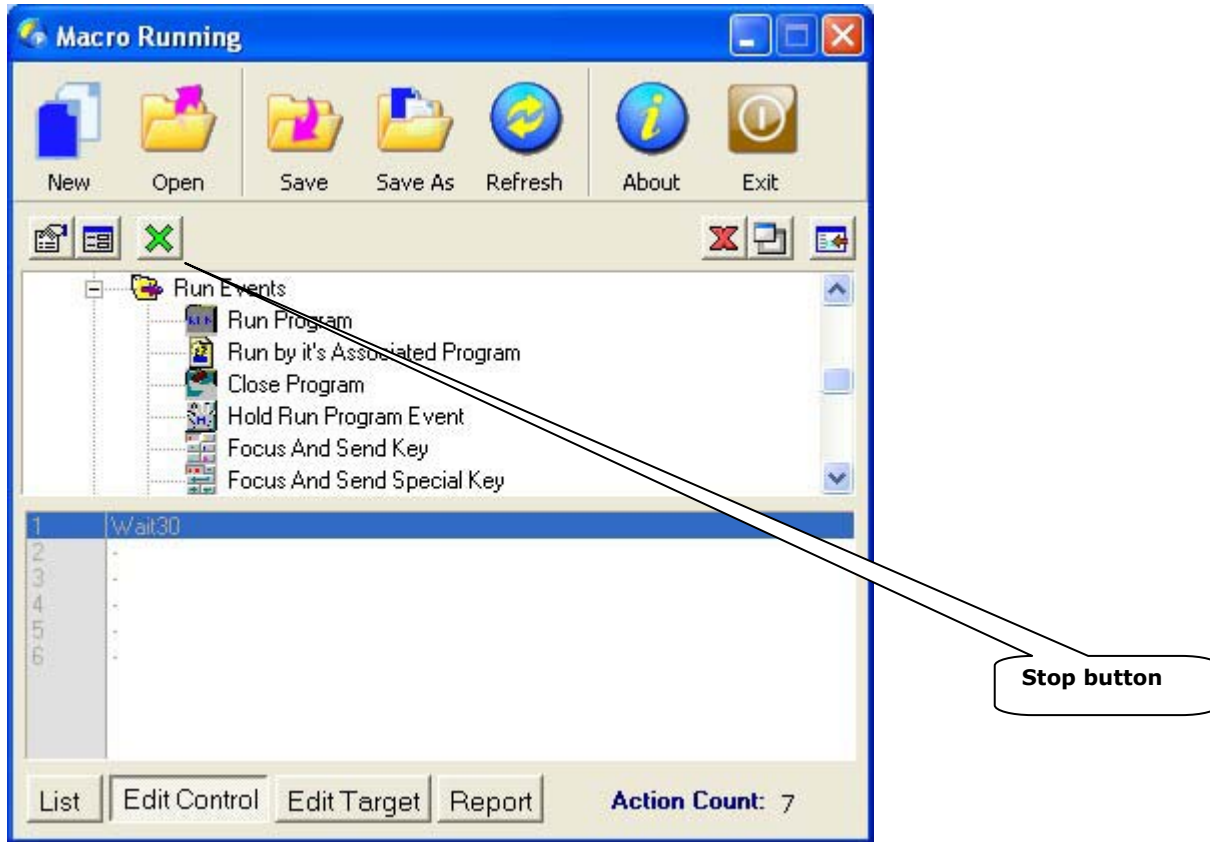 Macro Running
New Open Save Save As Refresh About Exit
Run Events
Run Program
Run by it's Associated Program
Close Program
Hold Run Program Event
Focus And Send Key
Focus And Send Special Key
1 Wait30
2 -
3 -
4 -
5 -
6 -
Stop button
List Edit Control Edit Target Report Action Count: 7